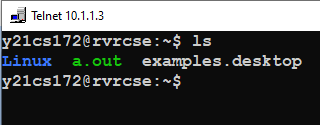 Telnet 10.1.1.3
y21cs172@rvrcse:~$ ls
Linux  a.out  examples.desktop
y21cs172@rvrcse:~$